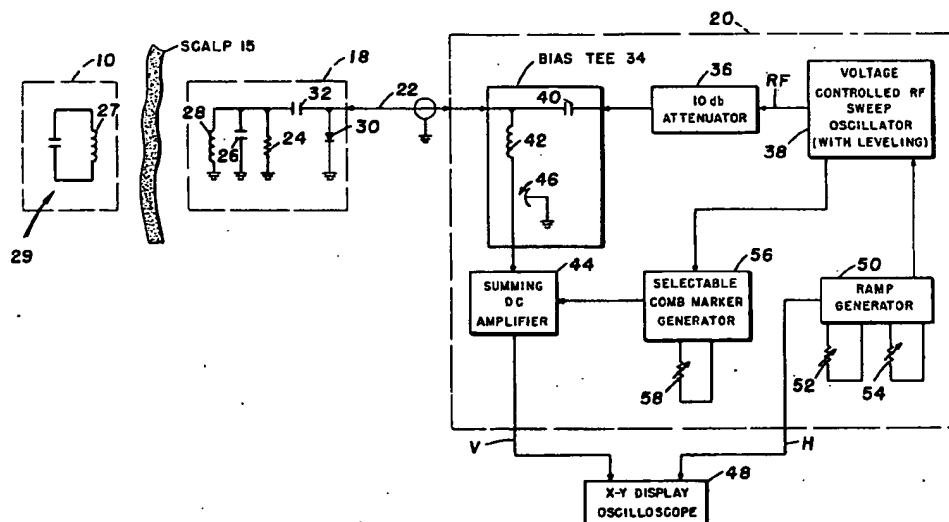 20
SCALP 15
10
18
BIAS TEE 34
36
32
22
40
10 db
ATTENUATOR
RF
VOLTAGE
CONTROLLED RF
SWEEP
OSCILLATOR
(WITH LEVELING)
38
27
28
26
24
30
42
46
29
44
SUMMING
DC
AMPLIFIER
56
SELECTABLE
COMB MARKER
GENERATOR
50
RAMP
GENERATOR
58
52
54
V
H
48
X-Y DISPLAY
OSCILLOSCOPE